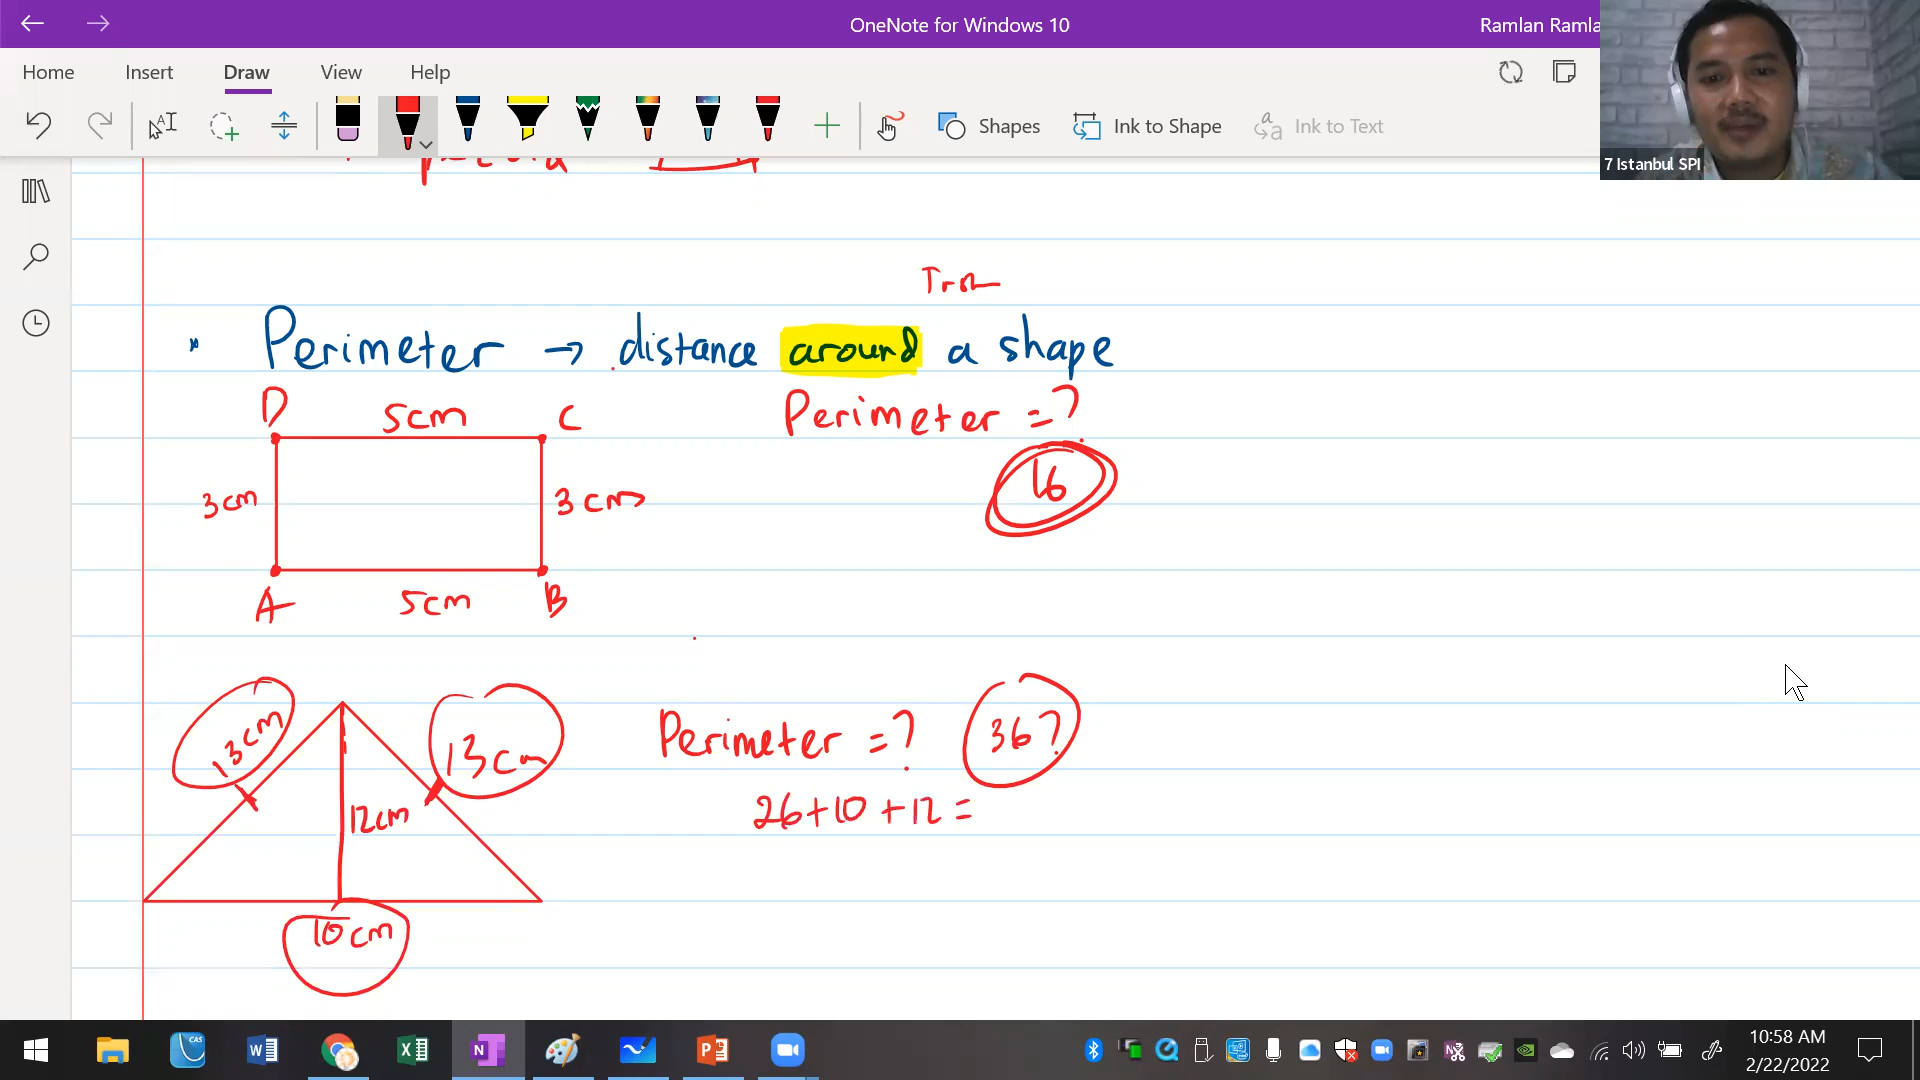 OneNote for Windows 10
Ramlan Ramla
Home Insert Draw View Help
Shapes Ink to Shape Ink to Text
7 Istanbul SPI
Perimeter → distance around a shape
D 5cm C Perimeter = ?
16
3cm 3cm
A 5cm B
13cm 13cm Perimeter = ? 36?
12cm 26+10+12=
10cm
10:58 AM
2/22/2022